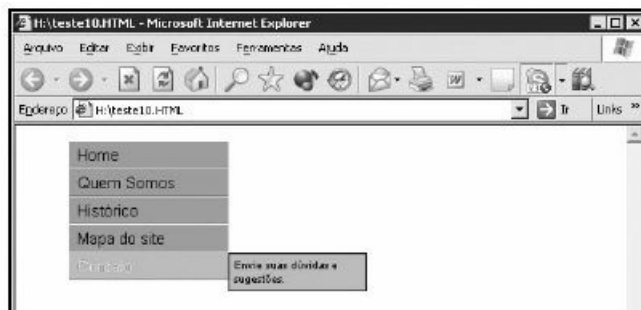 H:\teste10.HTML - Microsoft Internet Explorer
Arquivo Editar Exibir Favoritos Ferramentas Ajuda
Endereço H:\teste10.HTML Ir Links »
Home
Quem Somos
Histórico
Mapa do site
Envie suas dúvidas e
sugestões.